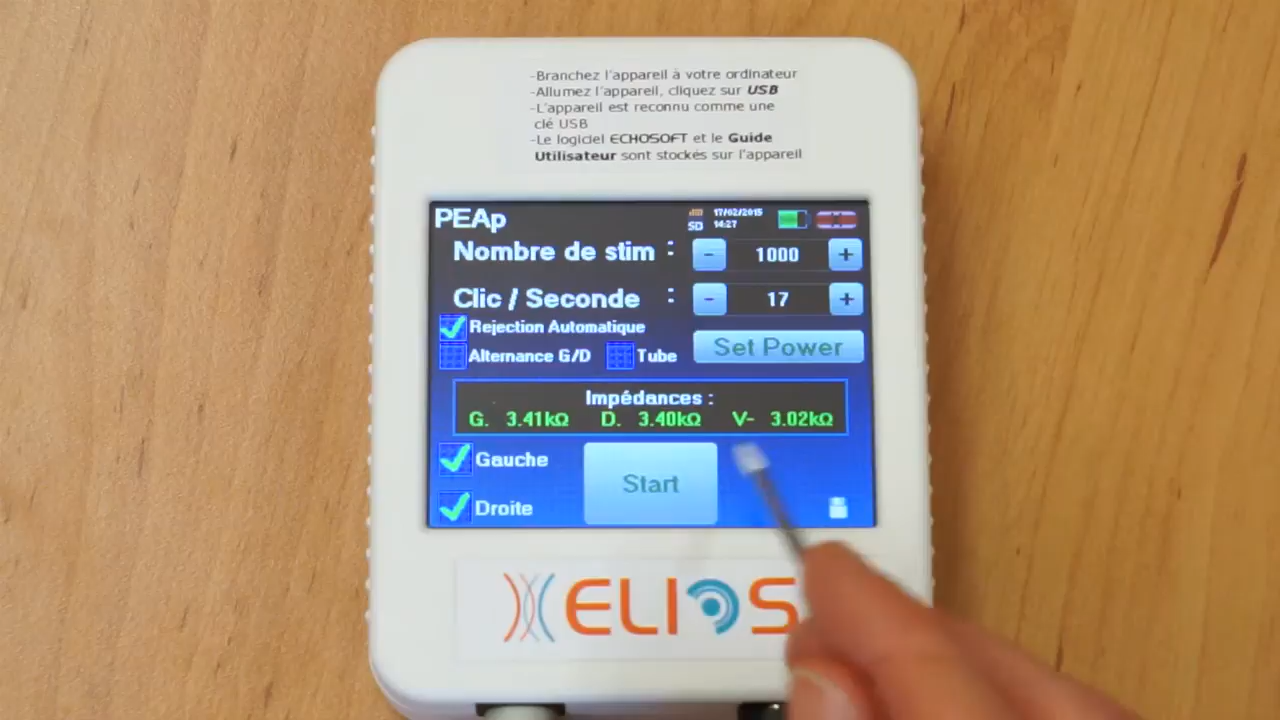 -Branchez l'appareil à votre ordinateur
-Allumez l'appareil, cliquez sur USB
-L'appareil est reconnu comme une
clé USB
-Le logiciel ECHOSOFT et le Guide
Utilisateur sont stockés sur l'appareil
PEAp
SD
17/02/2015
14:27
Nombre de stim : - 1000 +
Clic / Seconde : - 17 +
Rejection Automatique
Alternance G/D Tube
Set Power
Impédances :
G. 3.41kΩ D. 3.40kΩ V- 3.02kΩ
Gauche
Start
Droite
ELIOS